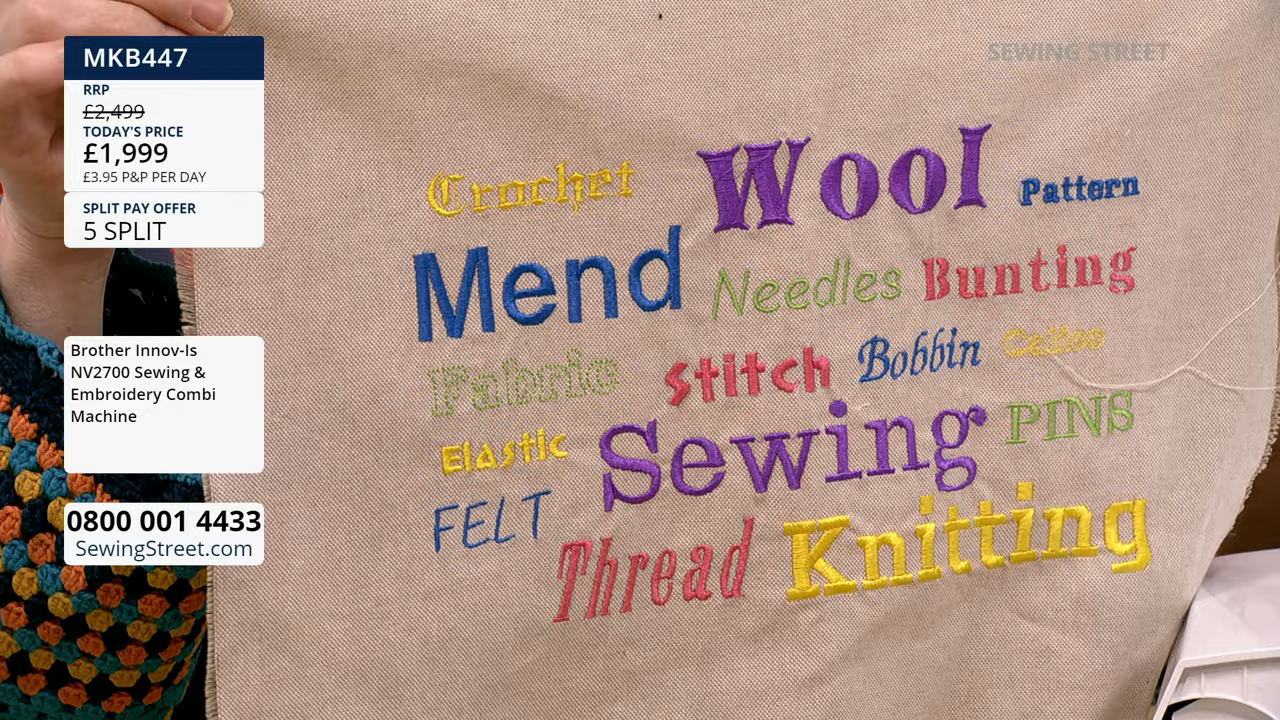 MKB447
RRP
£2,499
TODAY'S PRICE
£1,999
£3.95 P&P PER DAY
SPLIT PAY OFFER
5 SPLIT
Brother Innov-Is
NV2700 Sewing &
Embroidery Combi
Machine
0800 001 4433
SewingStreet.com
SEWING STREET
Crochet Wool Pattern
Mend Needles Bunting
Fabric Stitch Bobbin Calico
Elastic Sewing PINS
FELT Thread Knitting